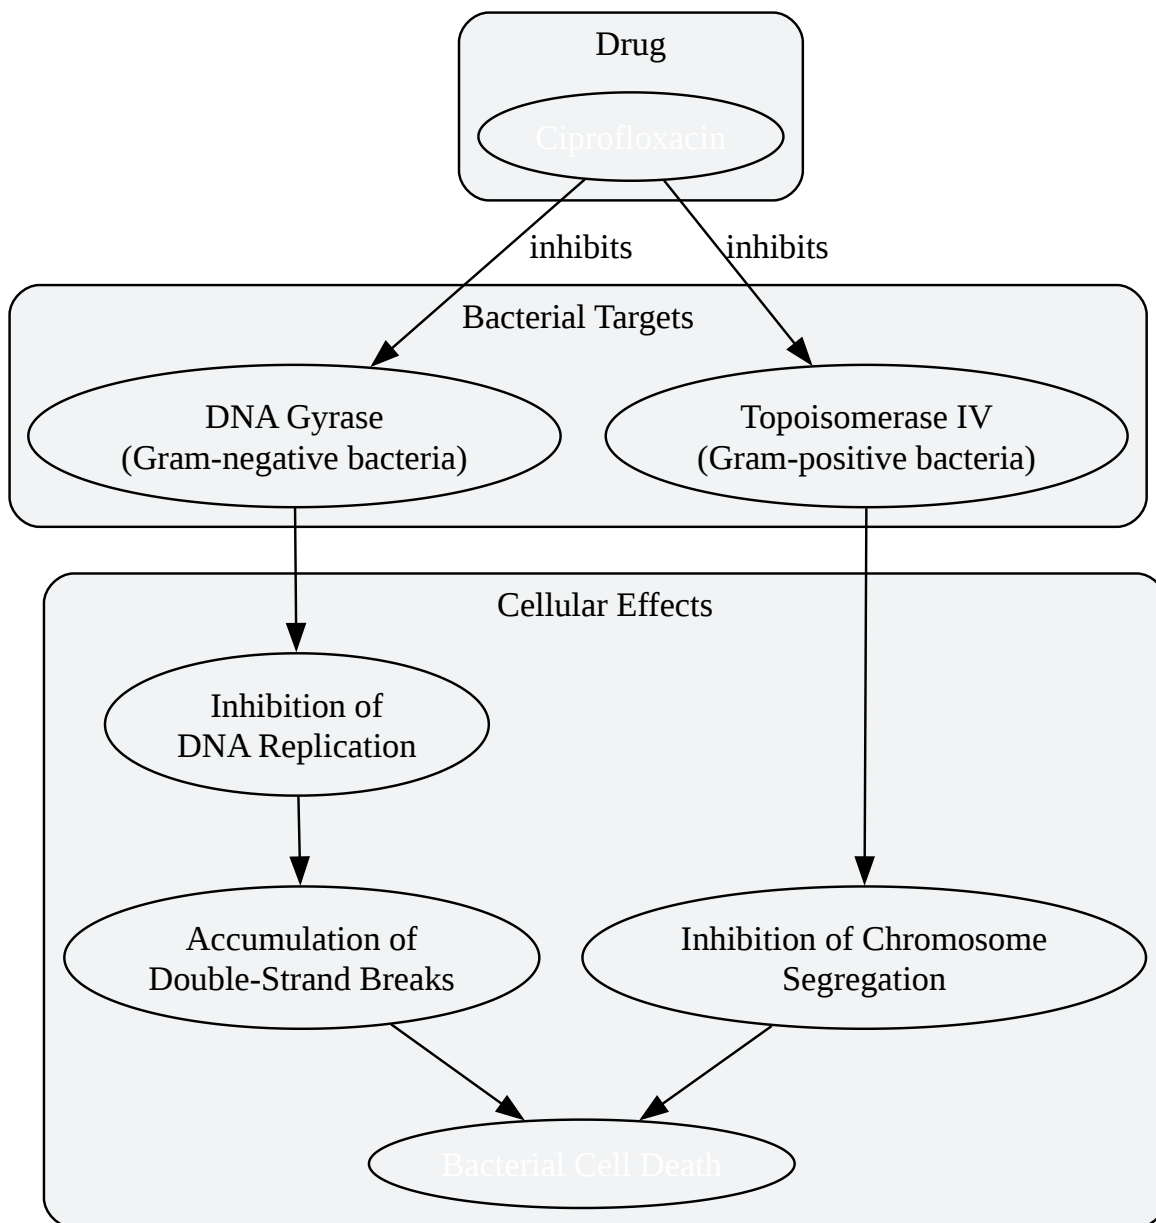 Drug
Ciprofloxacin
inhibits
inhibits
Bacterial Targets
DNA Gyrase
(Gram-negative bacteria)
Topoisomerase IV
(Gram-positive bacteria)
Cellular Effects
Inhibition of
DNA Replication
Accumulation of
Double-Strand Breaks
Inhibition of Chromosome
Segregation
Bacterial Cell Death